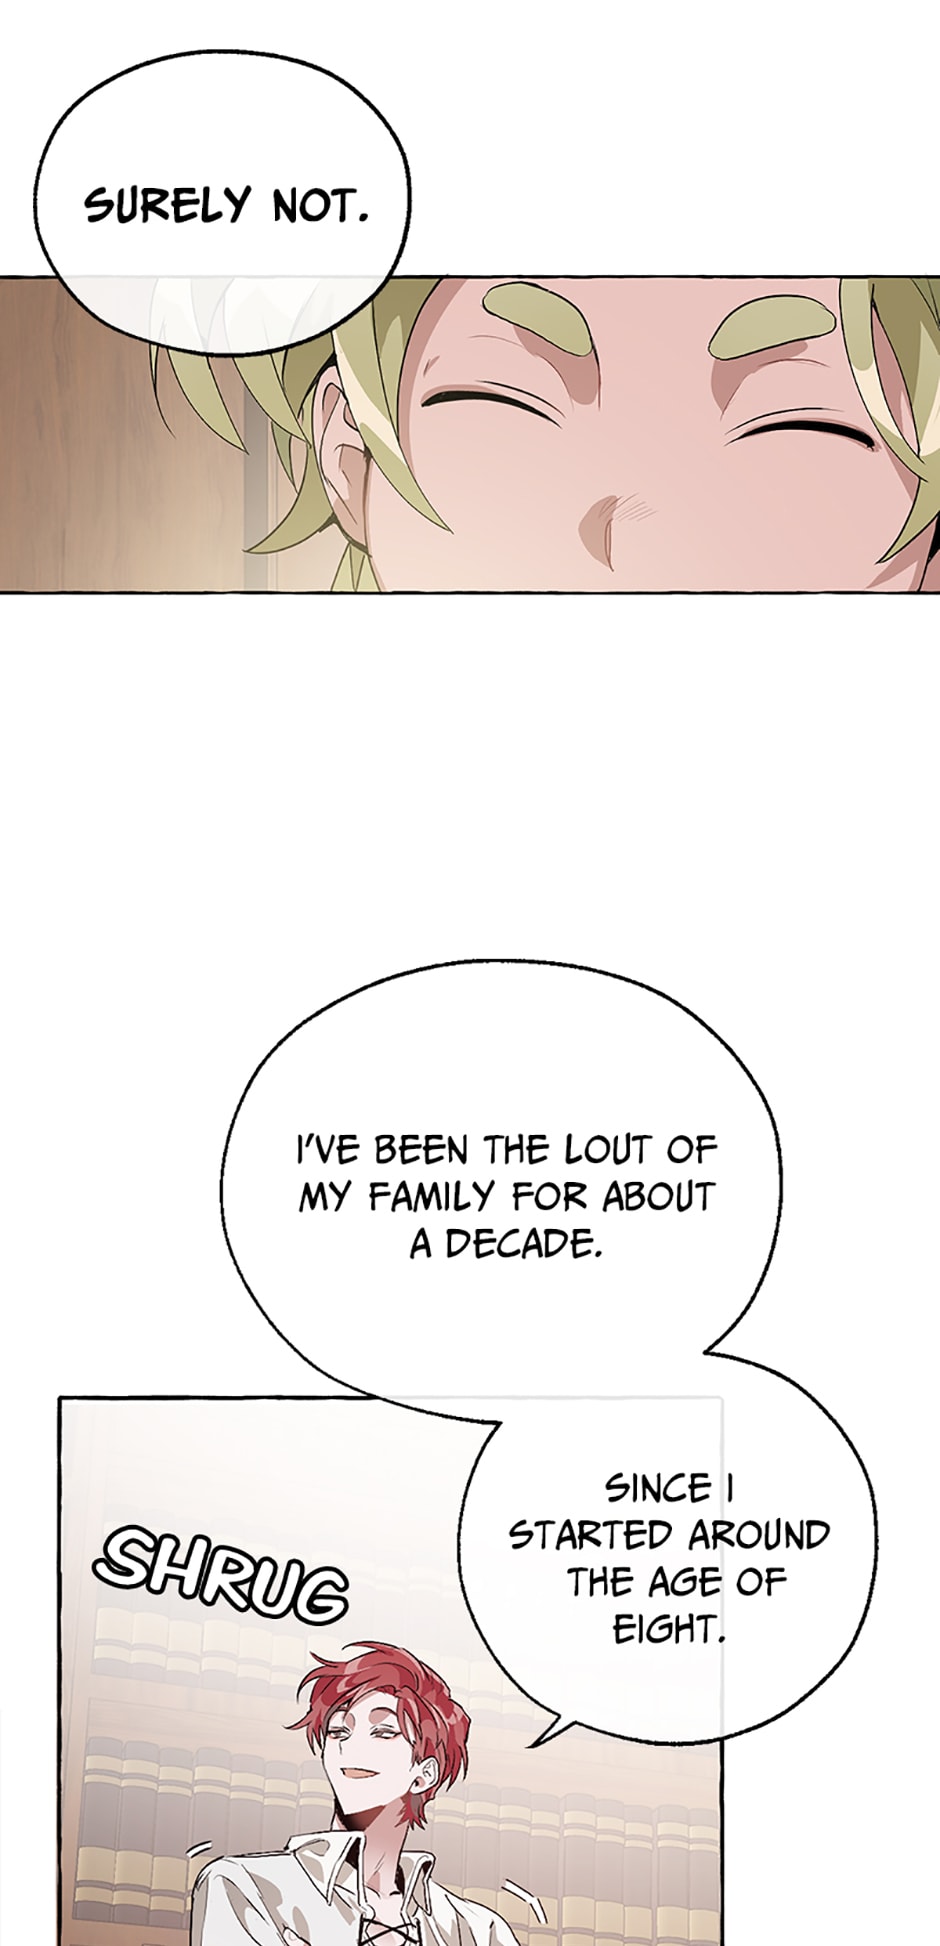 SURELY NOT.
I'VE BEEN THE LOUT OF
MY FAMILY FOR ABOUT
A DECADE.
SINCE I
STARTED AROUND
THE AGE OF
EIGHT.
SHRUG